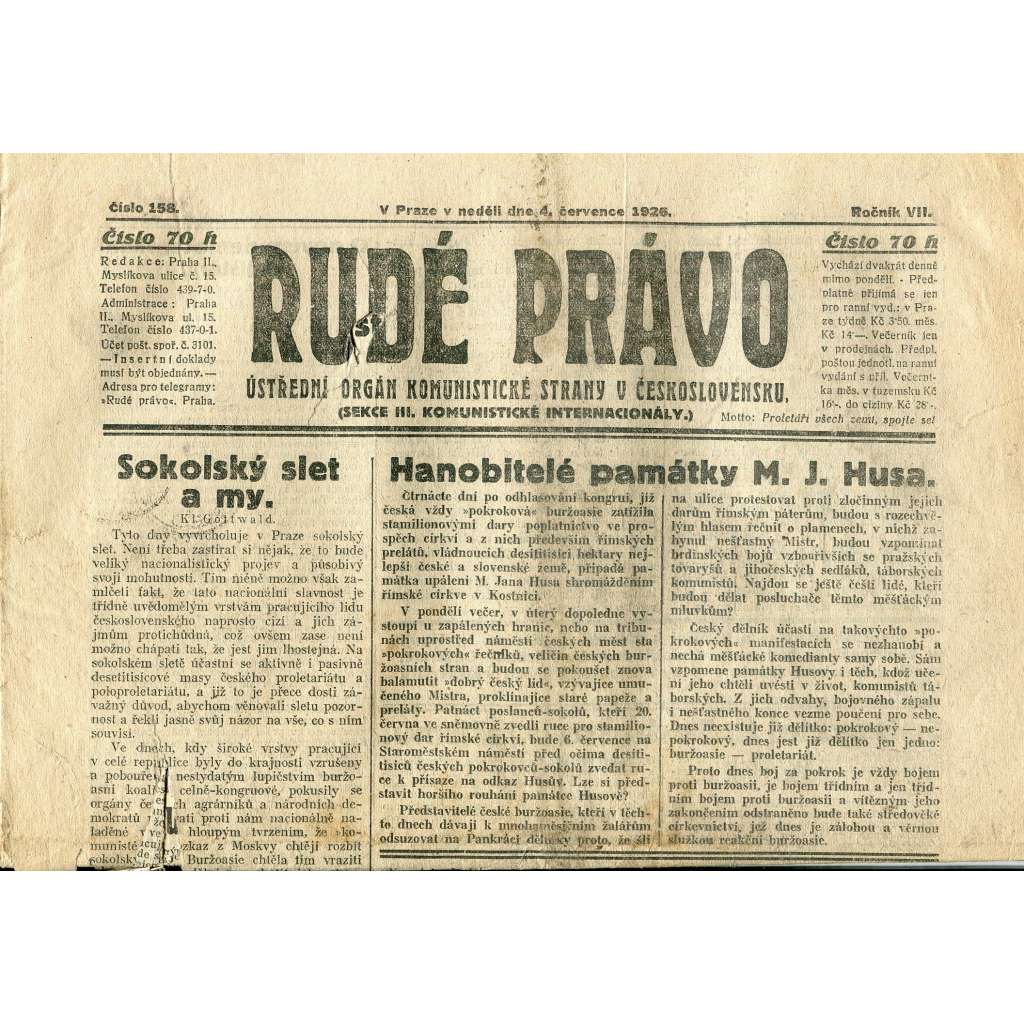 Číslo 158.
V Praze v neděli dne 4. července 1926.
Ročník VII.
Číslo 70 h
Redakce: Praha II.,
Myslíkova ulice č. 15.
Telefon číslo 439-7-0.
Administrace: Praha
II., Myslíkova ul. 15.
Telefon číslo 437-0-1.
Účet pošt. spoř. č. 3101.
—Insertní doklady
musí být objednány.—
Adresa pro telegramy:
»Rudé právo«, Praha.
RUDÉ PRÁVO
ÚSTŘEDNÍ ORGÁN KOMUNISTICKÉ STRANY V ČESKOSLOVENSKU,
(SEKCE III. KOMUNISTICKÉ INTERNACIONÁLY.)
Motto: Proletáři všech zemí, spojte se!
Číslo 70 h
Vychází dvakrát denně
mimo pondělí. - Před-
platné přijímá se jen
pro ranní vyd.: v Pra-
ze týdně Kč 3·50, měs.
Kč 14·—. Večerník jen
v prodejnách. Předpl.
poštou jednotl. na ranní
vydání s příl. Večerní-
ka měs. v tuzemsku Kč
16·-, do ciziny Kč 28·-.
Sokolský slet
a my.
Kl. Gottwald.
Tyto dny vyvrcholuje v Praze sokolský
slet. Není třeba zastírat si nějak, že to bude
veliký nacionalistický projev a působivý
svojí mohutností. Tím méně možno však za-
mlčeti fakt, že tato nacionální slavnost je
třídně uvědomělým vrstvám pracujícího lidu
československého naprosto cizí a jich zá-
jmům protichůdná, což ovšem zase není
možno chápati tak, že jest jim lhostejná. Na
sokolském sletě účastní se aktivně i pasivně
desetitisícové masy českého proletariátu a
poloproletariátu, a již to je přece dosti zá-
važný důvod, abychom věnovali sletu pozor-
nost a řekli jasně svůj názor na vše, co s ním
souvisí.
Ve dnech, kdy široké vrstvy pracující
v celé republice byly do krajnosti vzrušeny
a pobouřeny nestydatým lupičstvím buržo-
asní koalice celně-kongruové, pokusily se
orgány če agrárníků a národních de-
mokratů ati proti nám nacionálně na-
laděné v hloupým tvrzením, že ko-
munisté zkaz z Moskvy chtějí rozbít
sokolský Buržoasie chtěla tím vraziti
Hanobitelé památky M. J. Husa.
Čtrnácte dní po odhlasování kongrui, jíž
česká vždy »pokroková« buržoasie zatížila
stamilionovými dary poplatnictvo ve pro-
spěch církví a z nich především římských
prelátů, vládnoucích desítitisíci hektary nej-
lepší české a slovenské země, připadá pa-
mátka upálení M. Jana Husa shromážděním
římské církve v Kostnici.
V pondělí večer, v úterý dopoledne vy-
stoupí u zapálených hranic, nebo na tribu-
nách uprostřed náměstí českých měst sta
»pokrokových« řečníků, veličin českých bur-
žoasních stran a budou se pokoušet znova
balamutit »dobrý český lid«, vzývajíce umu-
čeného Mistra, proklínajíce staré papeže a
preláty. Patnáct poslanců-sokolů, kteří 20.
června ve sněmovně zvedli ruce pro stamilio-
nový dar římské církvi, bude 6. července na
Staroměstském náměstí před očima desíti-
tisíců českých pokrokovců-sokolů zvedat ru-
ce k přísaze na odkaz Husův. Lze si před-
stavit horšího rouhání památce Husově?
Představitelé české buržoasie, kteří v těch-
to dnech dávají k mnohaměsíčním žalářům
odsuzovat na Pankráci dělníky proto, že šli
na ulice protestovat proti zločinným jejich
darům římským páterům, budou s rozechvě-
lým hlasem řečnit o plamenech, v nichž za-
hynul nešťastný Mistr, budou vzpomínat
hrdinských bojů vzbouřivších se pražských
tovaryšů a jihočeských sedláků, táborských
komunistů. Najdou se ještě čeští lidé, kteří
budou dělat posluchače těmto měšťáckým
mluvkům?
Český dělník účastí na takovýchto »po-
krokových« manifestacích se nezhanobí a
nechá měšťácké komedianty samy sobě. Sám
vzpomene památky Husovy i těch, kdož uče-
ní jeho chtěli uvésti v život, komunistů tá-
borských. Z jich odvahy, bojovného zápalu
i nešťastného konce vezme poučení pro sebe.
Dnes neexistuje již dělítko: pokrokový — ne-
pokrokový, dnes jest již dělítko jen jedno:
buržoasie — proletariát.
Proto dnes boj za pokrok je vždy bojem
proti buržoasii, je bojem třídním a jen tříd-
ním bojem proti buržoasii a vítězným jeho
zakončením odstraněno bude také středověké
církevnictví, jež dnes je zálohou a věrnou
služkou reakční buržoasie.